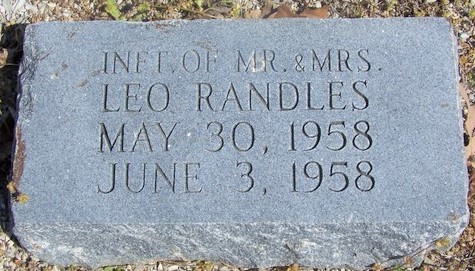 INFT. OF MR. & MRS.
LEO RANDLES
MAY 30, 1958
JUNE 3, 1958